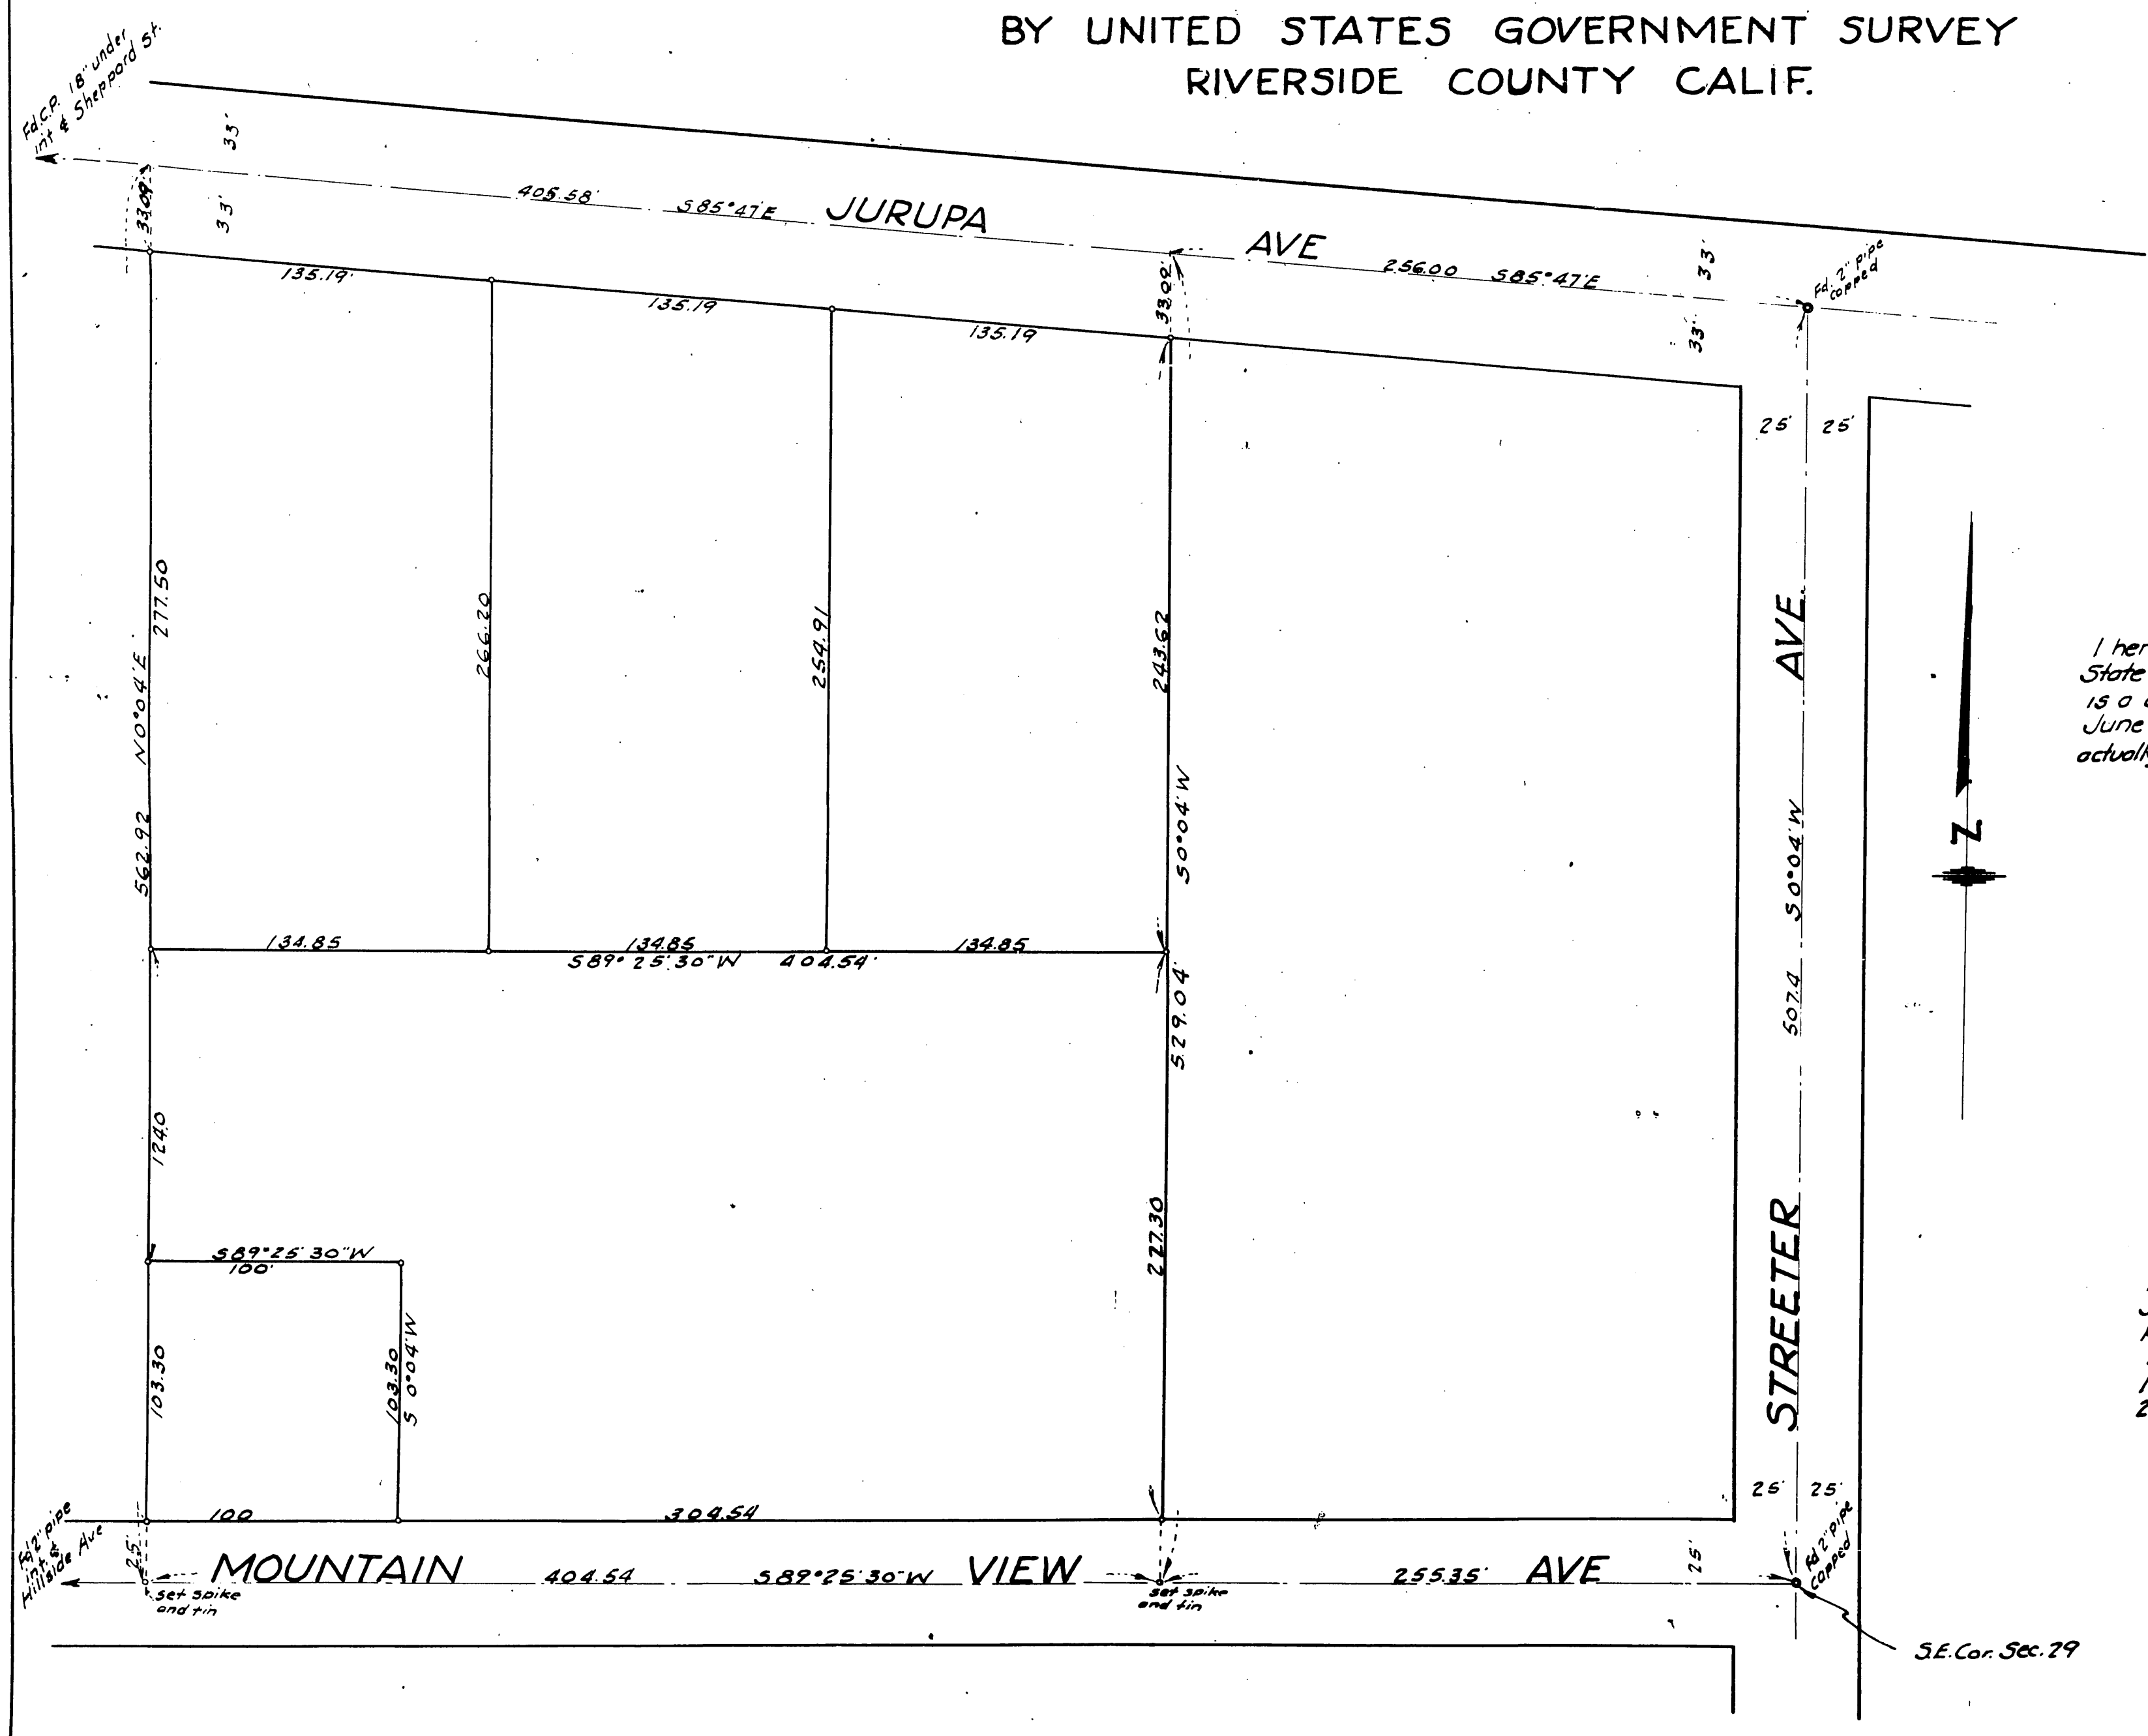 BY UNITED STATES GOVERNMENT SURVEY
RIVERSIDE COUNTY CALIF.
Fd. C.P. 18" under
int ₵ Sheppard St.
33'
33'
33.09'
405.58'
S85°47'E
JURUPA
AVE
256.00
S85°47'E
33'
33'
Fd. 2" pipe
capped
135.19'
135.19
135.19
33.09'
25'
25'
277.50
266.20
254.91
243.62
N0°04'E
562.92
S0°04'W
529.04'
AVE.
S0°04'W
507.4
STREETER
N
I her
State
is a
June
actually
134.85
134.85
134.85
S89°25'30"W
404.54'
124.0
S89°25'30"W
100'
103.30
103.30
S 0°04'W
227.30
25'
25'
100
304.54
Fd 2" pipe
int. ₵
Hillside Ave
25'
MOUNTAIN
404.54
S89°25'30"W
VIEW
255.35'
AVE
25'
Fd 2" pipe
capped
set spike
and tin
set spike
and tin
S.E. Cor. Sec. 29